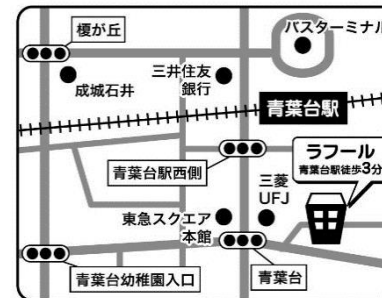 榎が丘
バスターミナル
成城石井
三井住友
銀行
青葉台駅
ラフール
青葉台駅徒歩3分
青葉台駅西側
三菱
UFJ
東急スクエア
本館
青葉台幼稚園入口
青葉台